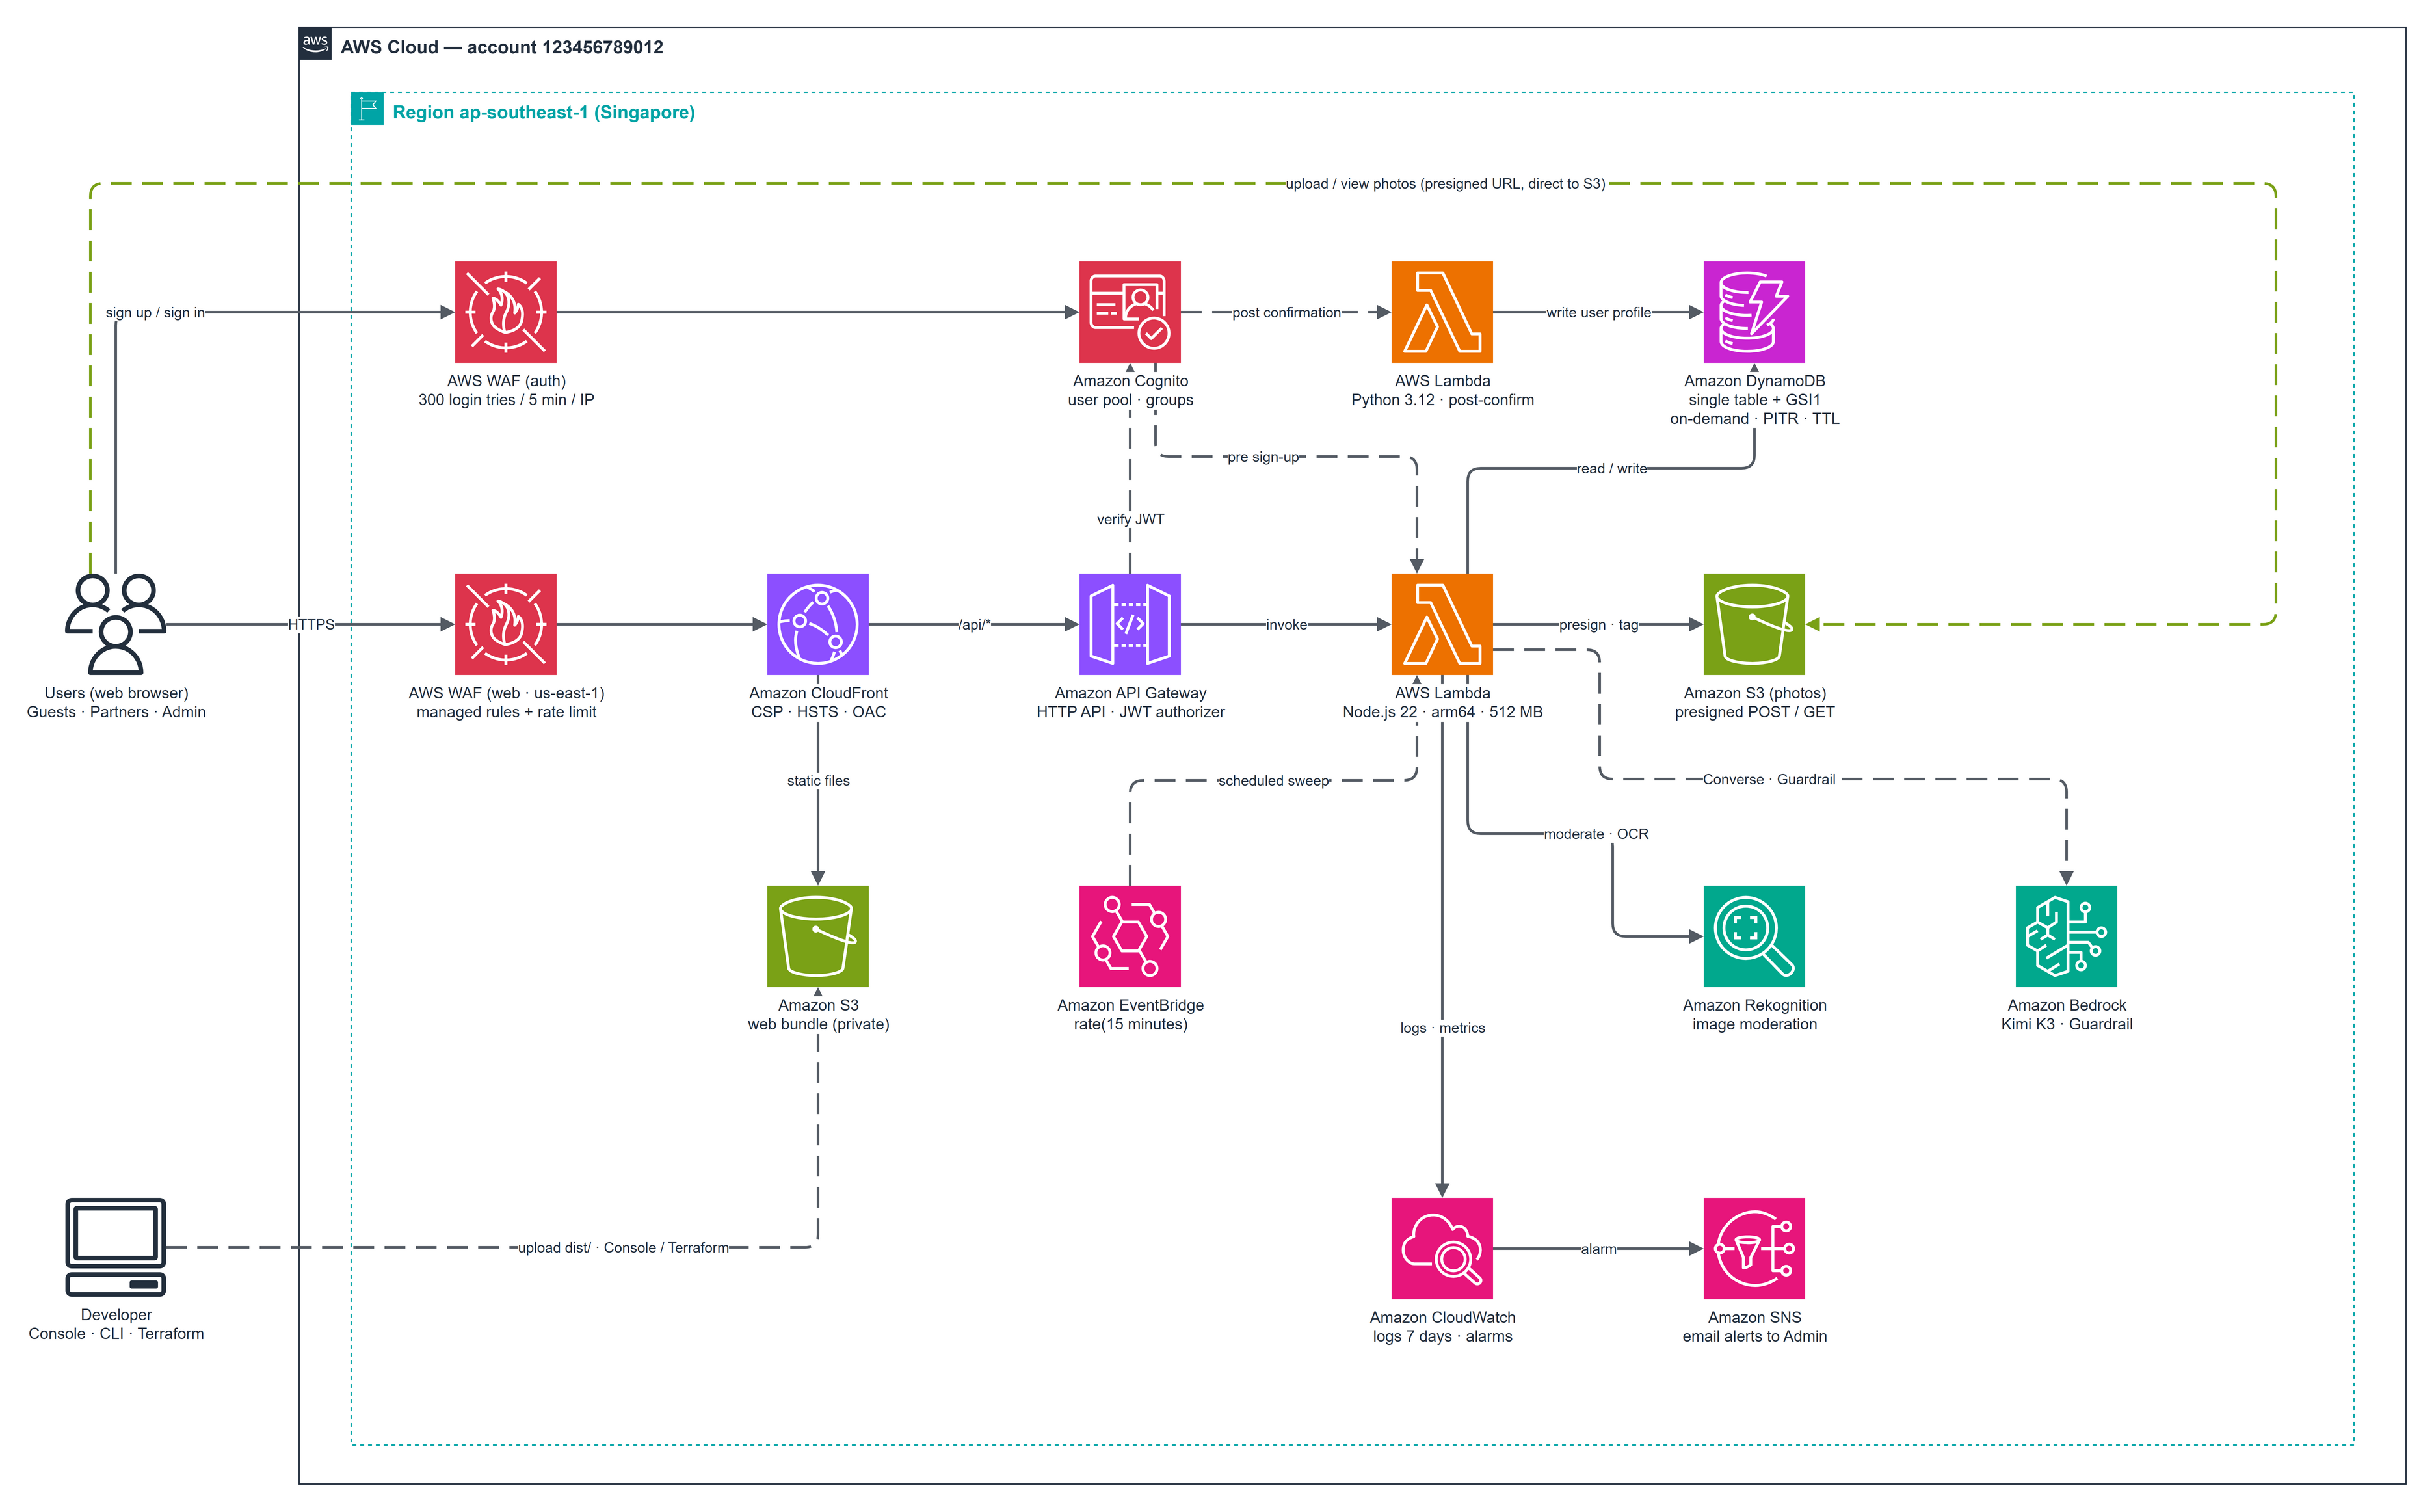 aws
AWS Cloud — account 123456789012
Region ap-southeast-1 (Singapore)
upload / view photos (presigned URL, direct to S3)
sign up / sign in
post confirmation
write user profile
AWS WAF (auth)
300 login tries / 5 min / IP
Amazon Cognito
user pool · groups
AWS Lambda
Python 3.12 · post-confirm
Amazon DynamoDB
single table + GSI1
on-demand · PITR · TTL
pre sign-up
read / write
verify JWT
HTTPS
/api/*
invoke
presign · tag
Users (web browser)
Guests · Partners · Admin
AWS WAF (web · us-east-1)
managed rules + rate limit
Amazon CloudFront
CSP · HSTS · OAC
Amazon API Gateway
HTTP API · JWT authorizer
AWS Lambda
Node.js 22 · arm64 · 512 MB
Amazon S3 (photos)
presigned POST / GET
static files
scheduled sweep
Converse · Guardrail
moderate · OCR
Amazon S3
web bundle (private)
Amazon EventBridge
rate(15 minutes)
logs · metrics
Amazon Rekognition
image moderation
Amazon Bedrock
Kimi K3 · Guardrail
upload dist/ · Console / Terraform
alarm
Developer
Console · CLI · Terraform
Amazon CloudWatch
logs 7 days · alarms
Amazon SNS
email alerts to Admin